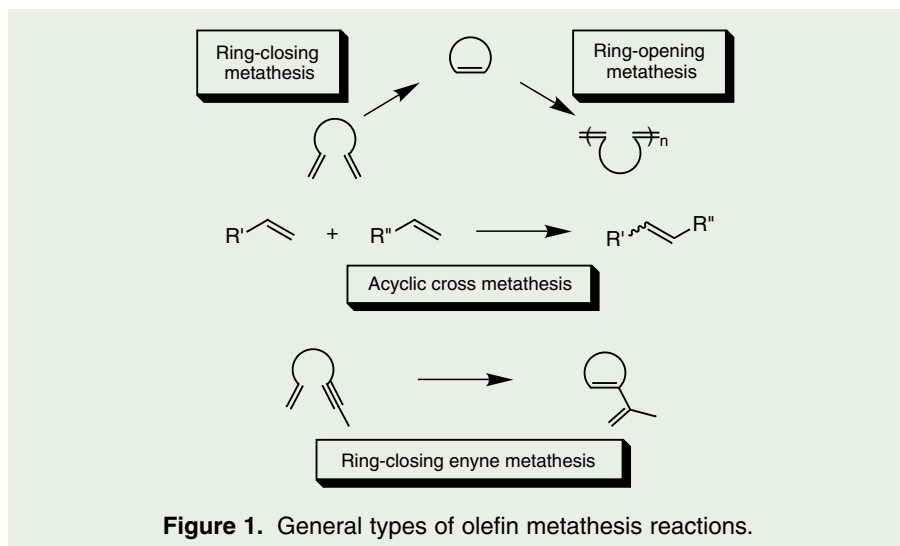 Ring-closing
metathesis
Ring-opening
metathesis
n
R' + R" R' R"
Acyclic cross metathesis
Ring-closing enyne metathesis
Figure 1. General types of olefin metathesis reactions.